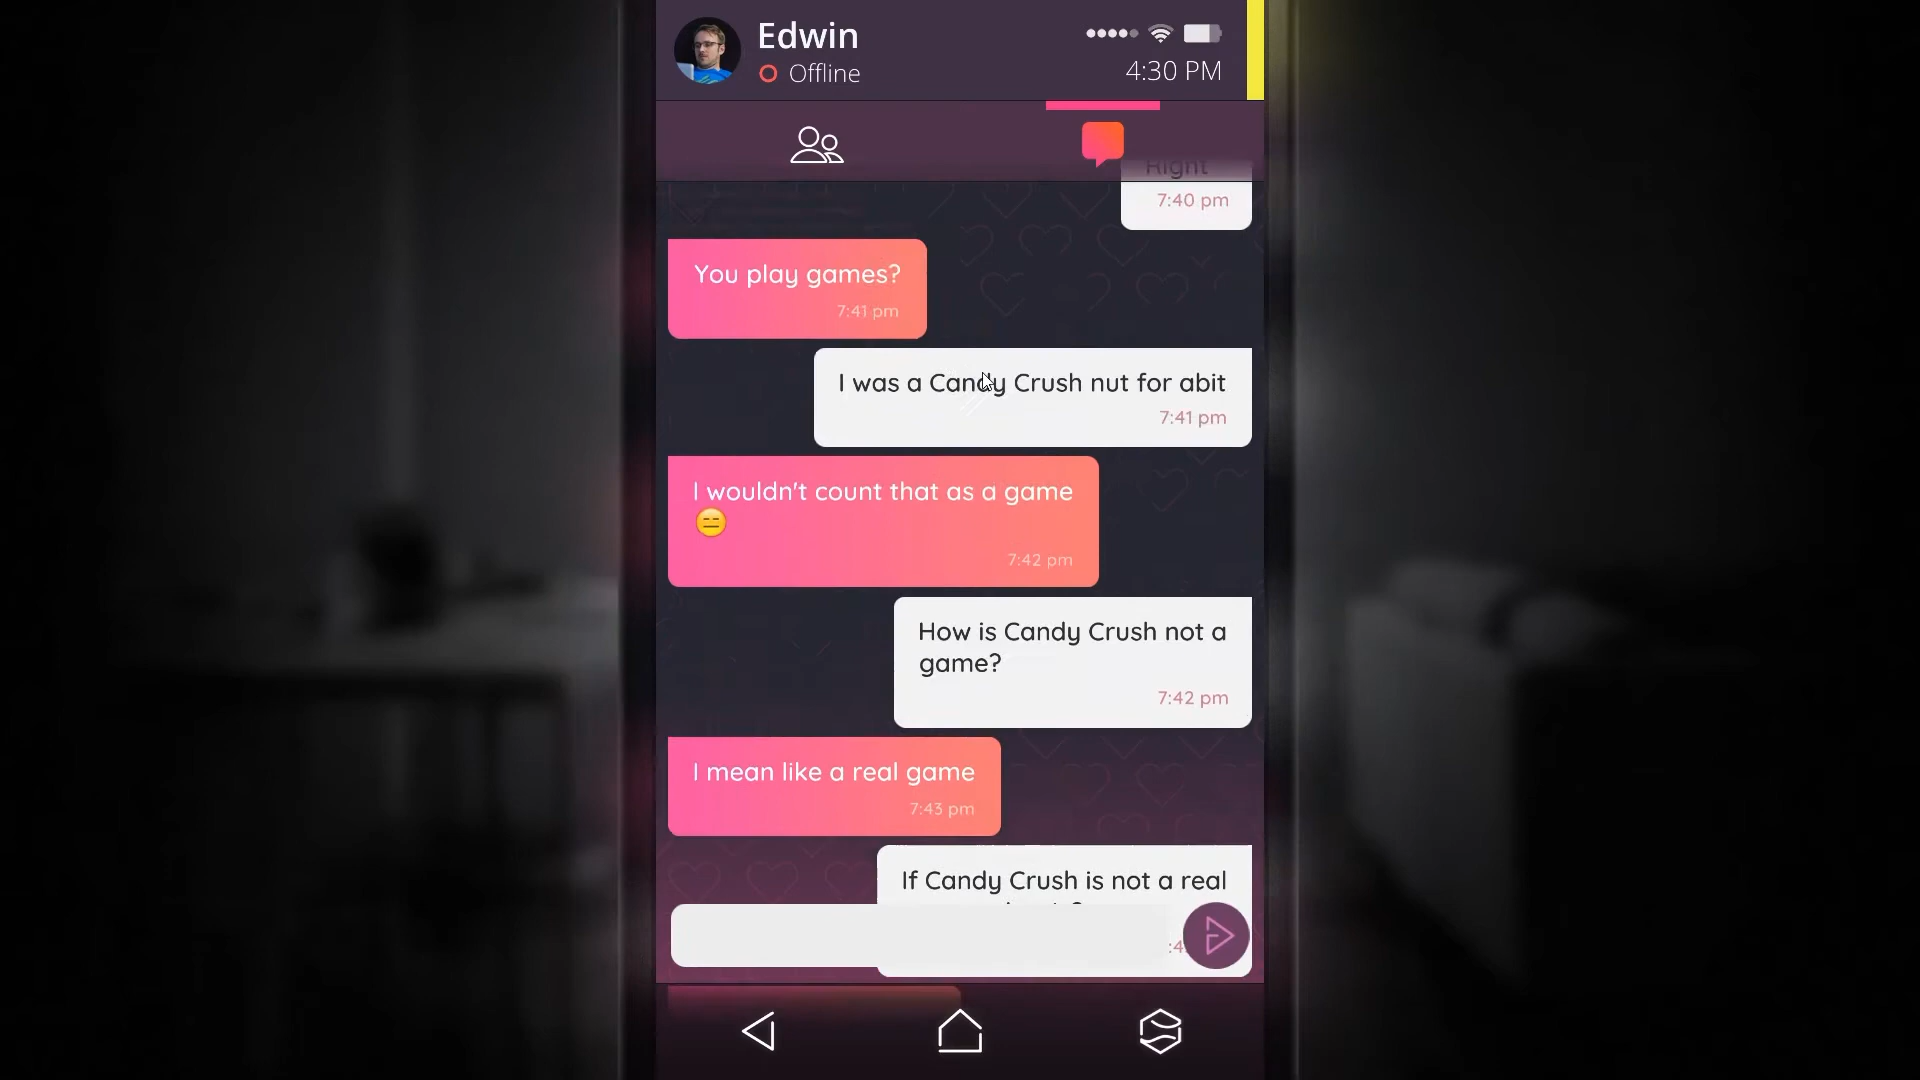 Edwin
Offline
4:30 PM
Right
7:40 pm
You play games?
7:41 pm
I was a Candy Crush nut for abit
7:41 pm
I wouldn't count that as a game
😑
7:42 pm
How is Candy Crush not a
game?
7:42 pm
I mean like a real game
7:43 pm
If Candy Crush is not a real